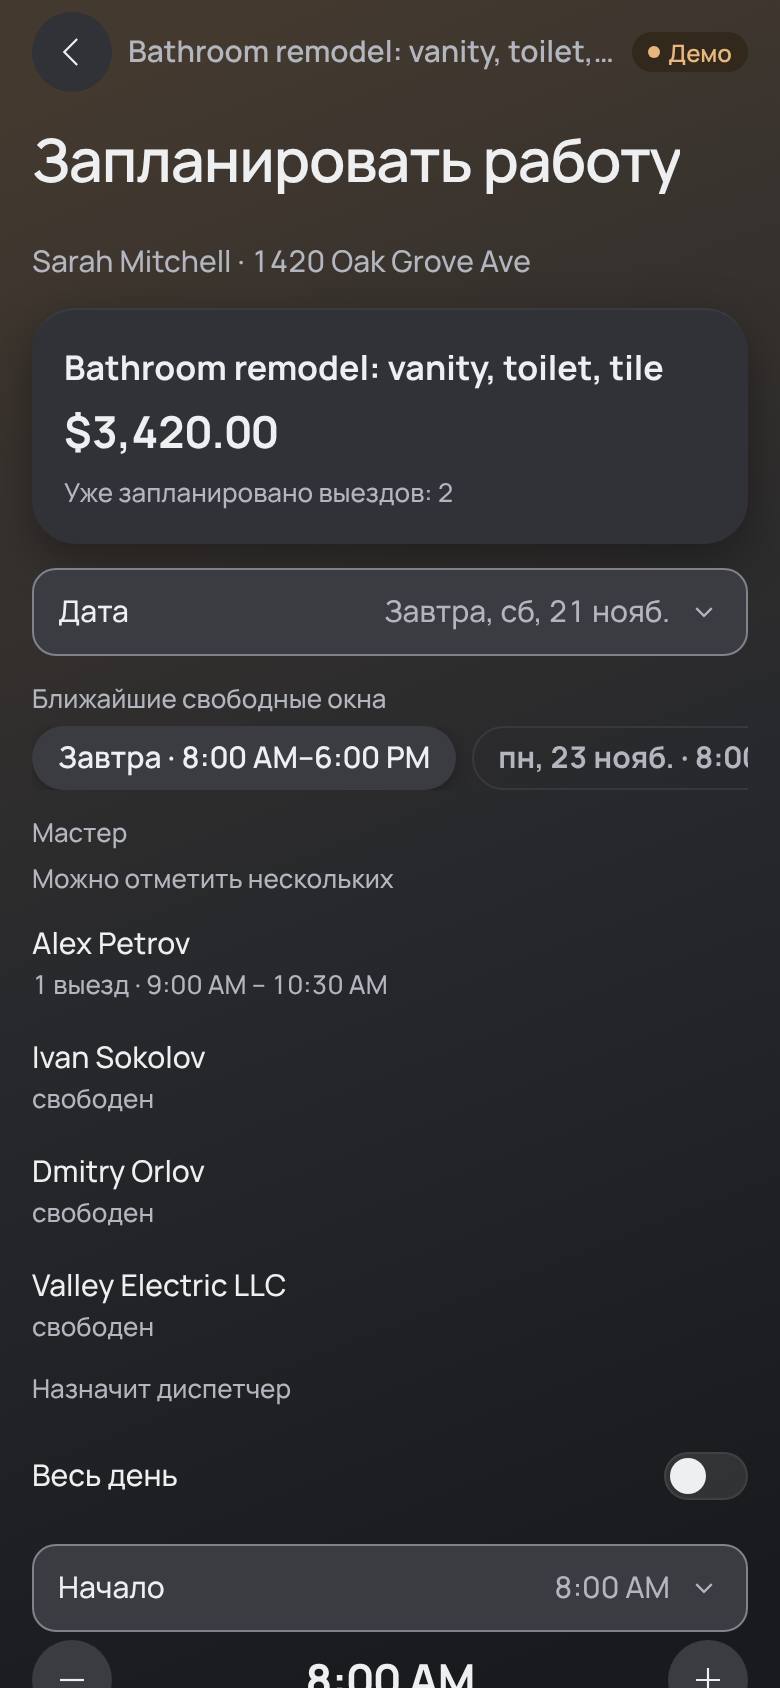 Bathroom remodel: vanity, toilet,...
Демо
Запланировать работу
Sarah Mitchell · 1420 Oak Grove Ave
Bathroom remodel: vanity, toilet, tile
$3,420.00
Уже запланировано выездов: 2
Дата
Завтра, сб, 21 нояб.
Ближайшие свободные окна
Завтра · 8:00 AM–6:00 PM
пн, 23 нояб. · 8:00
Мастер
Можно отметить нескольких
Alex Petrov
1 выезд · 9:00 AM – 10:30 AM
Ivan Sokolov
свободен
Dmitry Orlov
свободен
Valley Electric LLC
свободен
Назначит диспетчер
Весь день
Начало
8:00 AM
8:00 AM